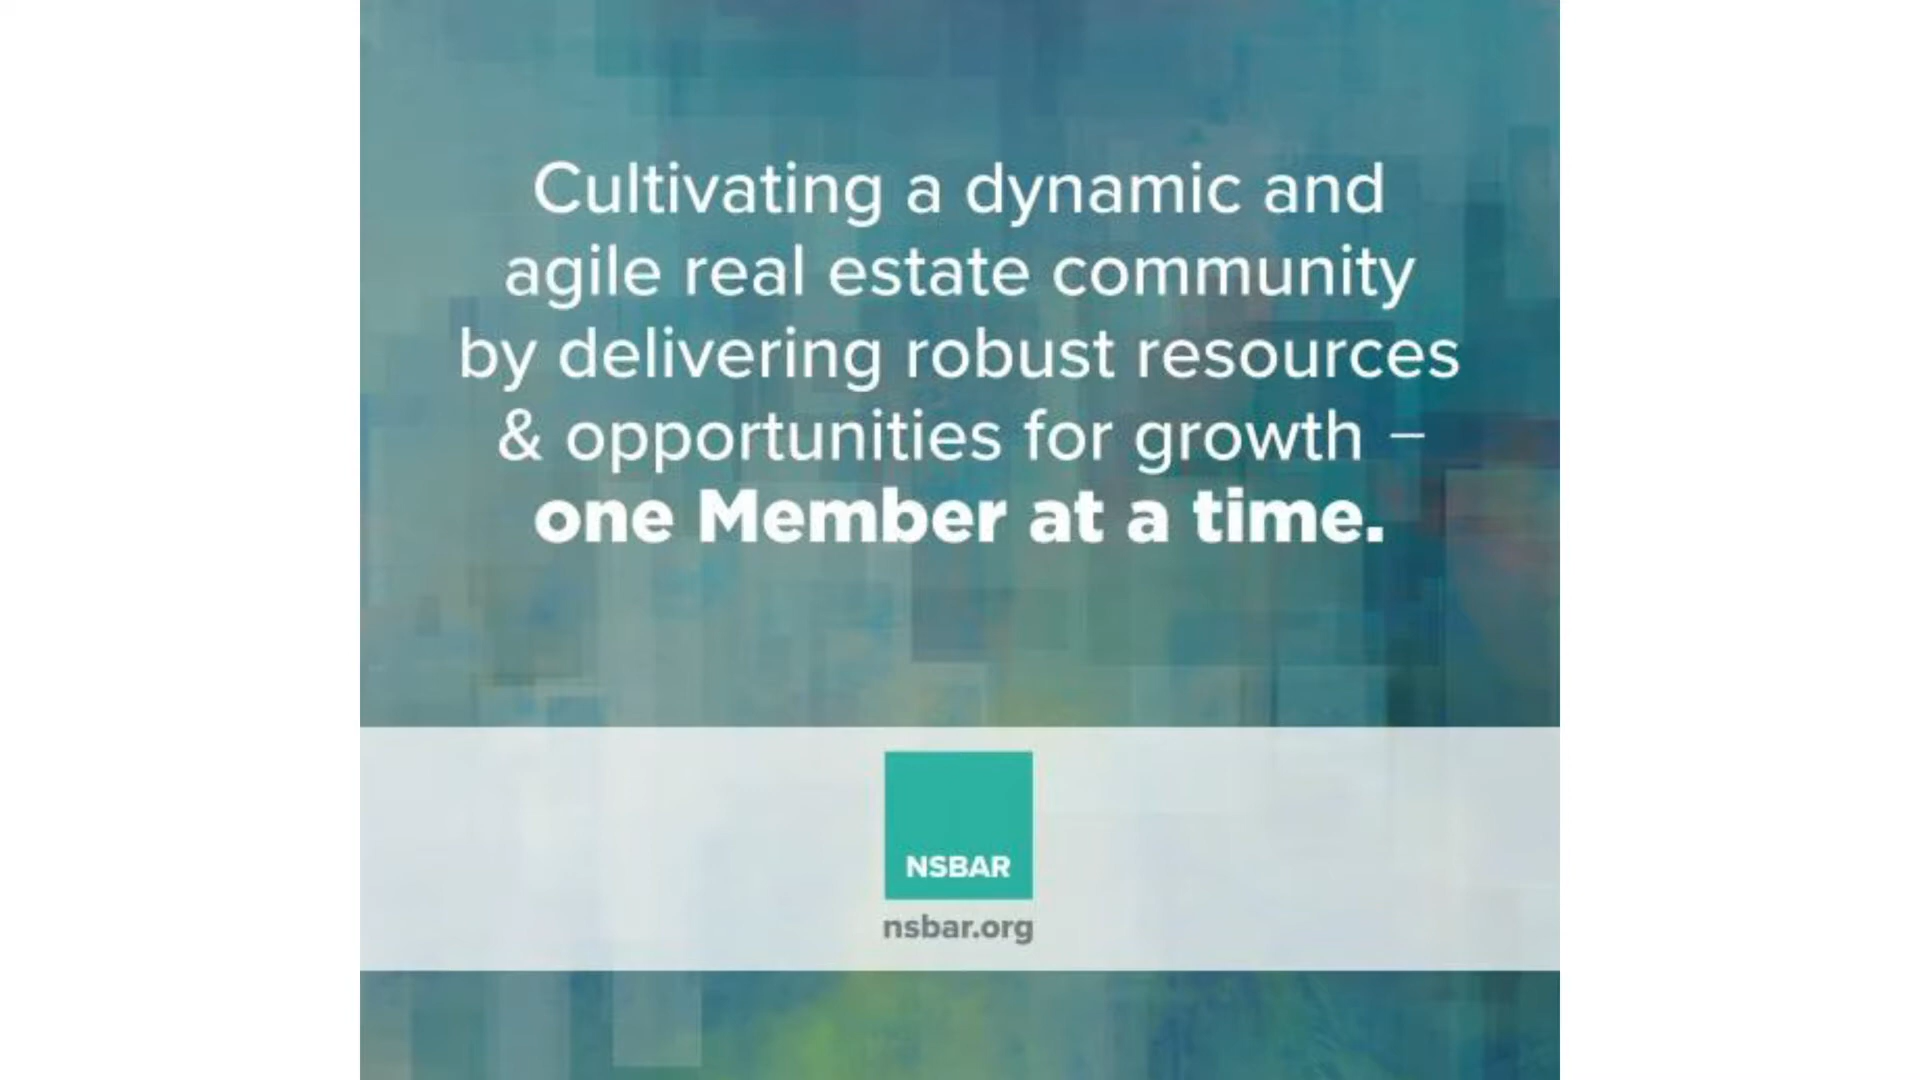 Cultivating a dynamic and
agile real estate community
by delivering robust resources
& opportunities for growth –
one Member at a time.
NSBAR
nsbar.org